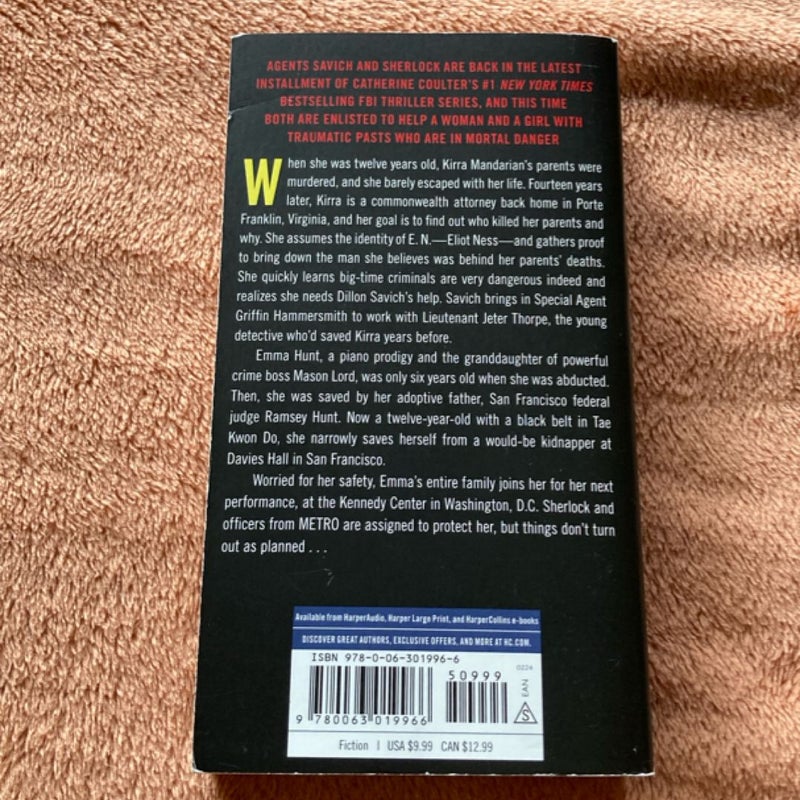 AGENTS SAVICH AND SHERLOCK ARE BACK IN THE LATEST
INSTALLMENT OF CATHERINE COULTER'S #1 NEW YORK TIMES
BESTSELLING FBI THRILLER SERIES, AND THIS TIME
BOTH ARE ENLISTED TO HELP A WOMAN AND A GIRL WITH
TRAUMATIC PASTS WHO ARE IN MORTAL DANGER
When she was twelve years old, Kirra Mandarian's parents were
murdered, and she barely escaped with her life. Fourteen years
later, Kirra is a commonwealth attorney back home in Porte
Franklin, Virginia, and her goal is to find out who killed her parents and
why. She assumes the identity of E. N.—Eliot Ness—and gathers proof
to bring down the man she believes was behind her parents' deaths.
She quickly learns big-time criminals are very dangerous indeed and
realizes she needs Dillon Savich's help. Savich brings in Special Agent
Griffin Hammersmith to work with Lieutenant Jeter Thorpe, the young
detective who'd saved Kirra years before.
Emma Hunt, a piano prodigy and the granddaughter of powerful
crime boss Mason Lord, was only six years old when she was abducted.
Then, she was saved by her adoptive father, San Francisco federal
judge Ramsey Hunt. Now a twelve-year-old with a black belt in Tae
Kwon Do, she narrowly saves herself from a would-be kidnapper at
Davies Hall in San Francisco.
Worried for her safety, Emma's entire family joins her for her next
performance, at the Kennedy Center in Washington, D.C. Sherlock and
officers from METRO are assigned to protect her, but things don't turn
out as planned . . .
Available from HarperAudio, Harper Large Print, and HarperCollins e-books
DISCOVER GREAT AUTHORS, EXCLUSIVE OFFERS, AND MORE AT HC.COM.
ISBN 978-0-06-301996-6
50999
0224
EAN
S
9 780063 019966
Fiction | USA $9.99 CAN $12.99